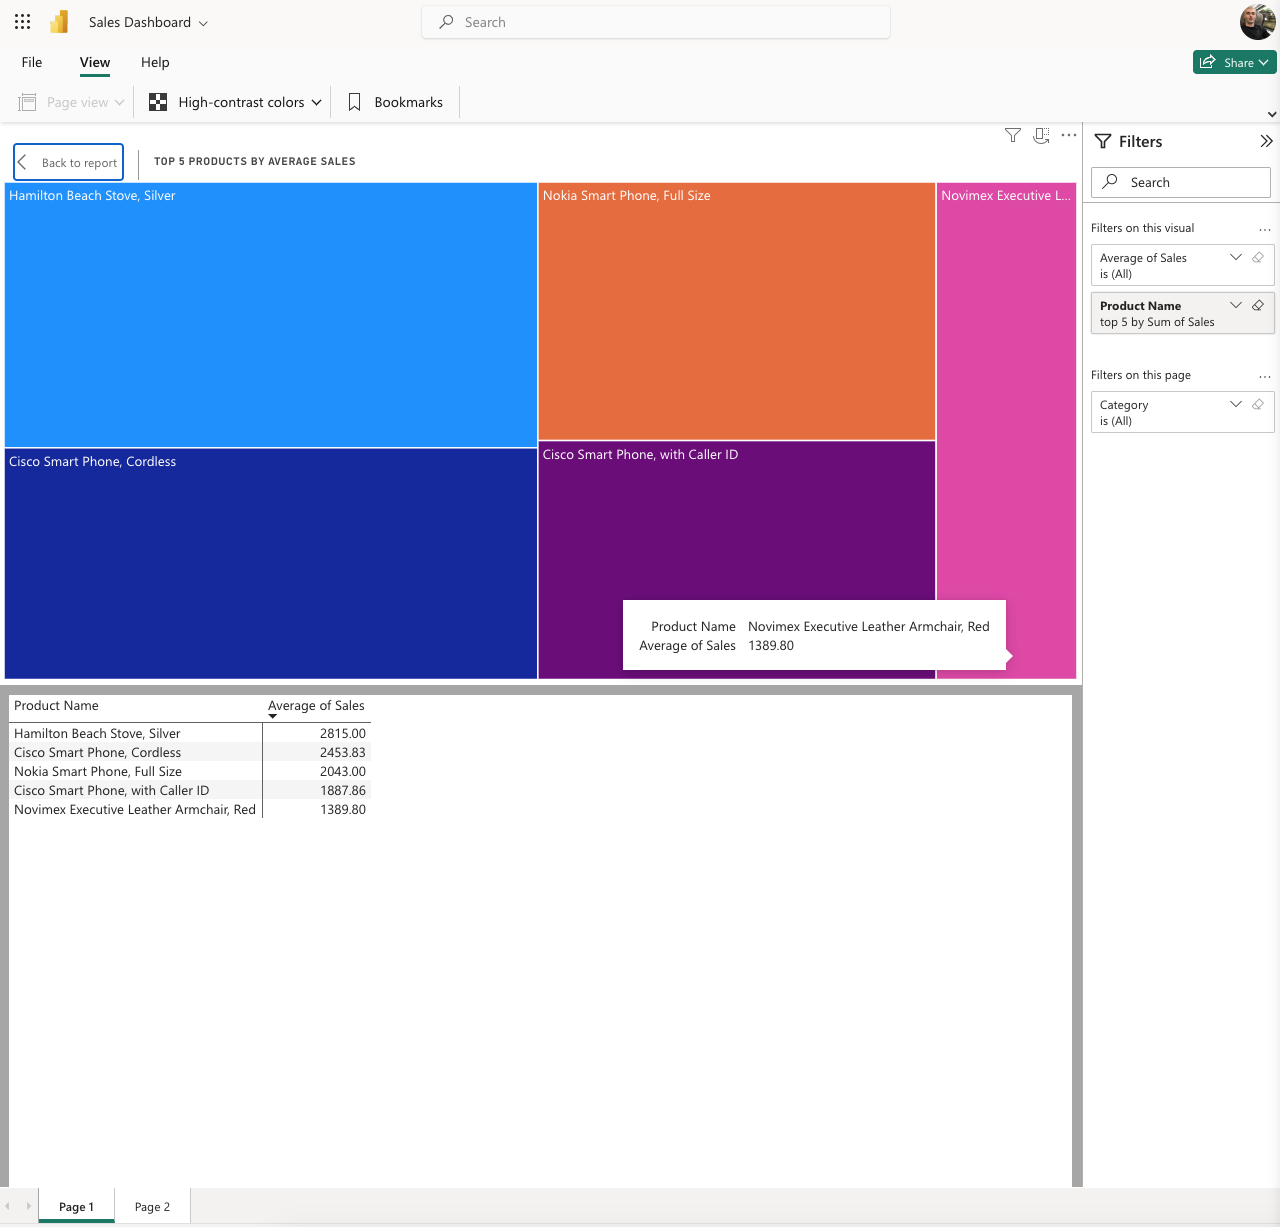 Sales Dashboard
Search
File
View
Help
Share
Page view
High-contrast colors
Bookmarks
Back to report
TOP 5 PRODUCTS BY AVERAGE SALES
Hamilton Beach Stove, Silver
Nokia Smart Phone, Full Size
Novimex Executive L...
Cisco Smart Phone, Cordless
Cisco Smart Phone, with Caller ID
Product Name Novimex Executive Leather Armchair, Red
Average of Sales 1389.80
Product Name Average of Sales
Hamilton Beach Stove, Silver 2815.00
Cisco Smart Phone, Cordless 2453.83
Nokia Smart Phone, Full Size 2043.00
Cisco Smart Phone, with Caller ID 1887.86
Novimex Executive Leather Armchair, Red 1389.80
Filters
Search
Filters on this visual
Average of Sales
is (All)
Product Name
top 5 by Sum of Sales
Filters on this page
Category
is (All)
Page 1
Page 2